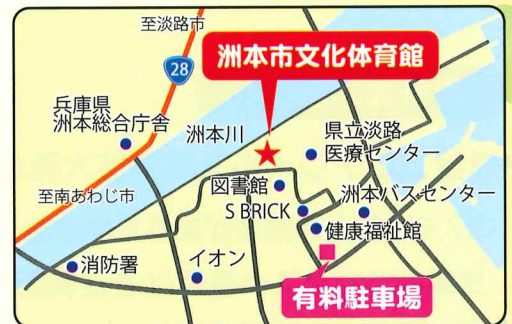 至淡路市
28
洲本市文化体育館
兵庫県
洲本総合庁舎
洲本川
県立淡路
医療センター
図書館
至南あわじ市
洲本バスセンター
S BRICK
健康福祉館
消防署
イオン
有料駐車場